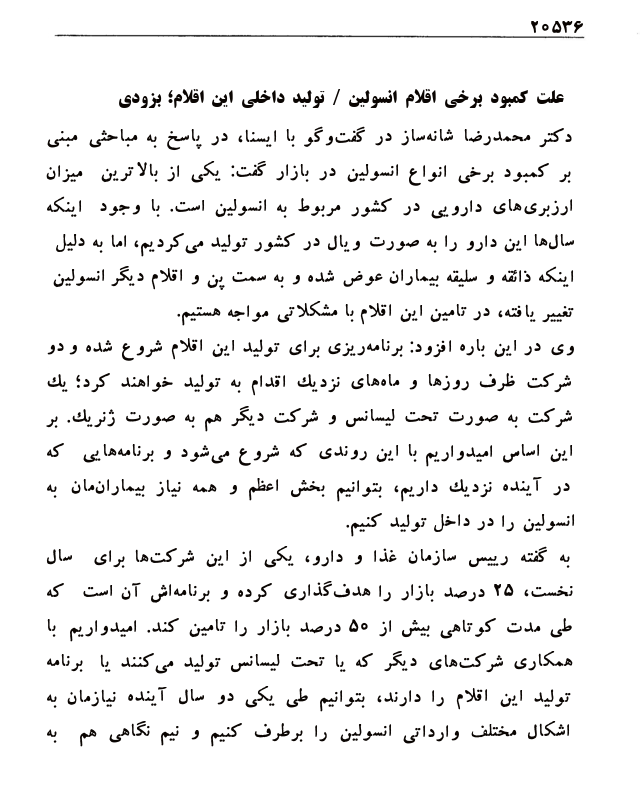 ۲۰۵۳۶
علت کمبود برخی اقلام انسولین / تولید داخلی این اقلام؛ بزودی
دکتر محمدرضا شانه‌ساز در گفت‌وگو با ایسنا، در پاسخ به مباحثی مبنی
بر کمبود برخی انواع انسولین در بازار گفت: یکی از بالاترین میزان
ارزبری‌های دارویی در کشور مربوط به انسولین است. با وجود اینکه
سال‌ها این دارو را به صورت ویال در کشور تولید می‌کردیم، اما به دلیل
اینکه ذائقه و سلیقه بیماران عوض شده و به سمت پن و اقلام دیگر انسولین
تغییر یافته، در تامین این اقلام با مشکلاتی مواجه هستیم.
وی در این باره افزود: برنامه‌ریزی برای تولید این اقلام شروع شده و دو
شرکت ظرف روزها و ماه‌های نزدیك اقدام به تولید خواهند کرد؛ یك
شرکت به صورت تحت لیسانس و شرکت دیگر هم به صورت ژنریك. بر
این اساس امیدواریم با این روندی که شروع می‌شود و برنامه‌هایی که
در آینده نزدیك داریم، بتوانیم بخش اعظم و همه نیاز بیماران‌مان به
انسولین را در داخل تولید کنیم.
به گفته رییس سازمان غذا و دارو، یکی از این شرکت‌ها برای سال
نخست، ۲۵ درصد بازار را هدف‌گذاری کرده و برنامه‌اش آن است که
طی مدت کوتاهی بیش از ۵۰ درصد بازار را تامین کند. امیدواریم با
همکاری شرکت‌های دیگر که یا تحت لیسانس تولید می‌کنند یا برنامه
تولید این اقلام را دارند، بتوانیم طی یکی دو سال آینده نیازمان به
اشکال مختلف وارداتی انسولین را برطرف کنیم و نیم نگاهی هم به